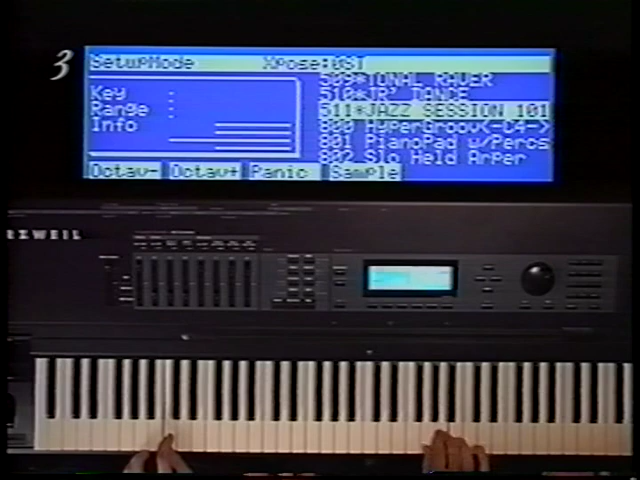 3
SetupMode Xpose:0ST
509*TONAL RAVER
Key : 510*JR' DANCE
Range : 511*JAZZ SESSION 101
Info 800 HyperGroov<-C4->
801 PianoPad w/Percs
802 Slo Held Arper
Octav- Octav+ Panic Sample
RZWEIL